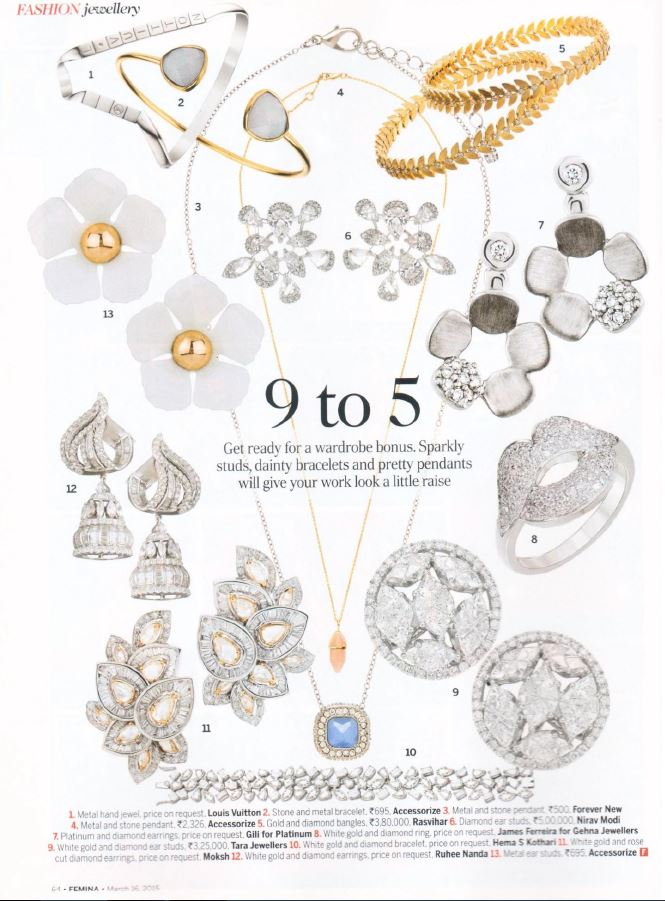 FASHION jewellery
1
2
3
4
5
6
7
13
9 to 5
Get ready for a wardrobe bonus. Sparkly
studs, dainty bracelets and pretty pendants
will give your work look a little raise
12
8
9
11
10
1. Metal hand jewel, price on request, Louis Vuitton 2. Stone and metal bracelet, ₹695, Accessorize 3. Metal and stone pendant, ₹500, Forever New
4. Metal and stone pendant, ₹2,326, Accessorize 5. Gold and diamond bangles, ₹3,80,000, Rasvihar 6. Diamond ear studs, ₹5,00,000, Nirav Modi
7. Platinum and diamond earrings, price on request, Gili for Platinum 8. White gold and diamond ring, price on request, James Ferreira for Gehna Jewellers
9. White gold and diamond ear studs, ₹3,25,000, Tara Jewellers 10. White gold and diamond bracelet, price on request, Hema S Kothari 11. White gold and rose
cut diamond earrings, price on request, Moksh 12. White gold and diamond earrings, price on request, Ruhee Nanda 13. Metal ear studs, ₹695, Accessorize F
64 • FEMINA • March 16, 2015